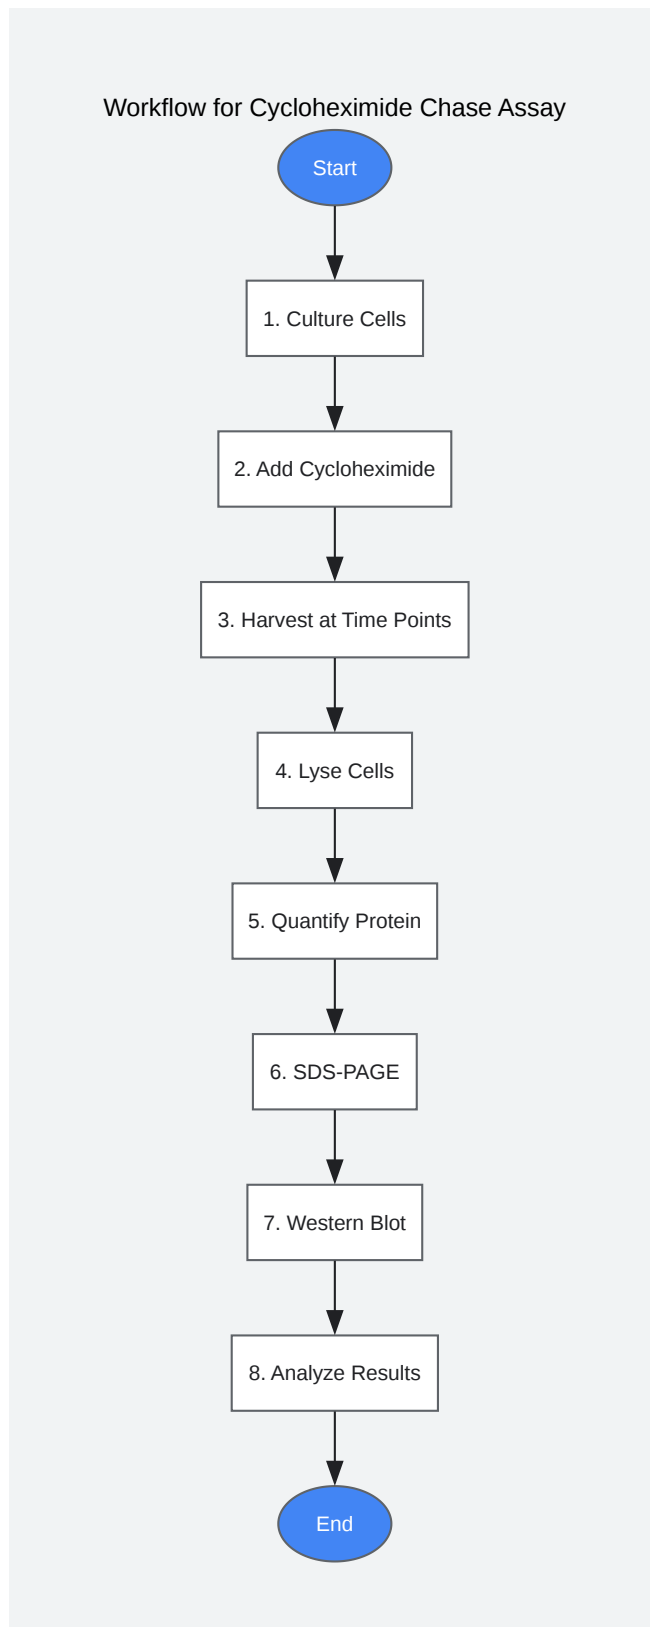 Workflow for Cycloheximide Chase Assay
Start
1. Culture Cells
2. Add Cycloheximide
3. Harvest at Time Points
4. Lyse Cells
5. Quantify Protein
6. SDS-PAGE
7. Western Blot
8. Analyze Results
End